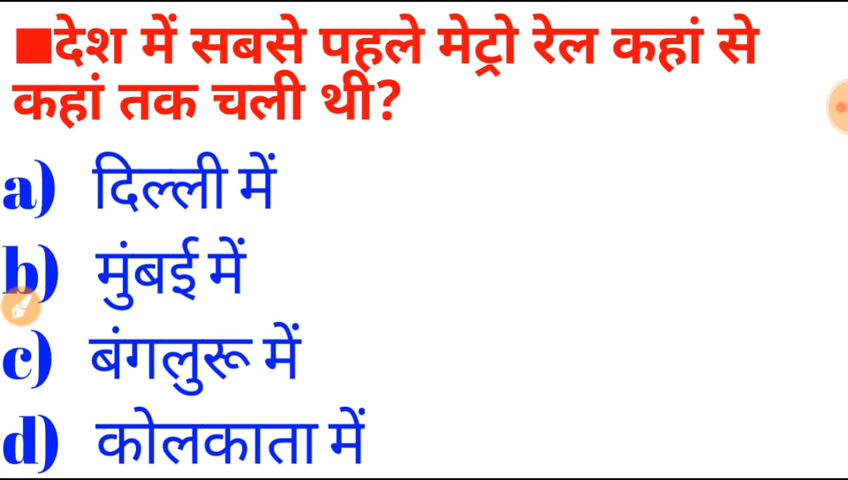 ■देश में सबसे पहले मेट्रो रेल कहां से
कहां तक चली थी?
a) दिल्ली में
b) मुंबई में
c) बंगलुरू में
d) कोलकाता में